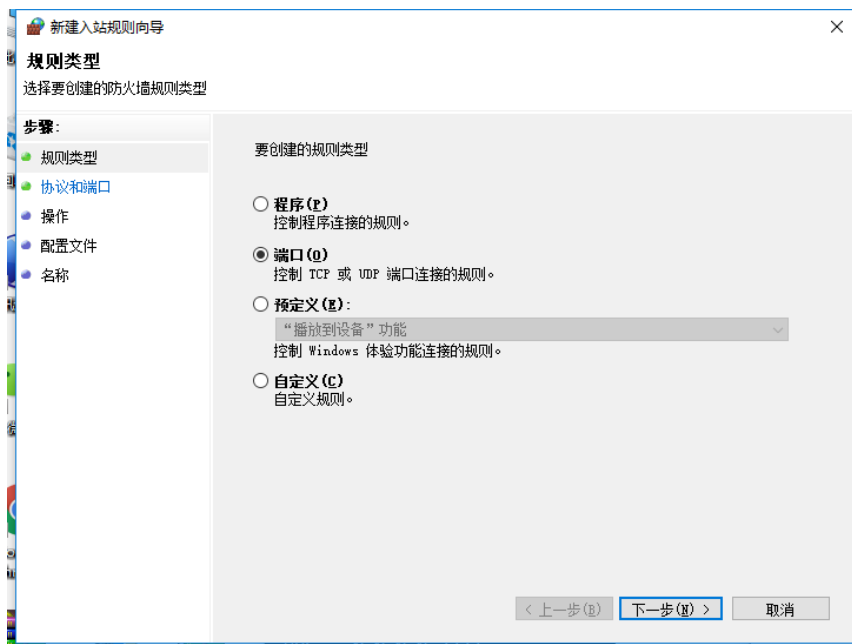 新建入站规则向导
规则类型
选择要创建的防火墙规则类型
步骤:
规则类型
协议和端口
操作
配置文件
名称
要创建的规则类型
程序(P)
控制程序连接的规则。
端口(O)
控制 TCP 或 UDP 端口连接的规则。
预定义(E):
“播放到设备”功能
控制 Windows 体验功能连接的规则。
自定义(C)
自定义规则。
< 上一步(B)
下一步(N) >
取消